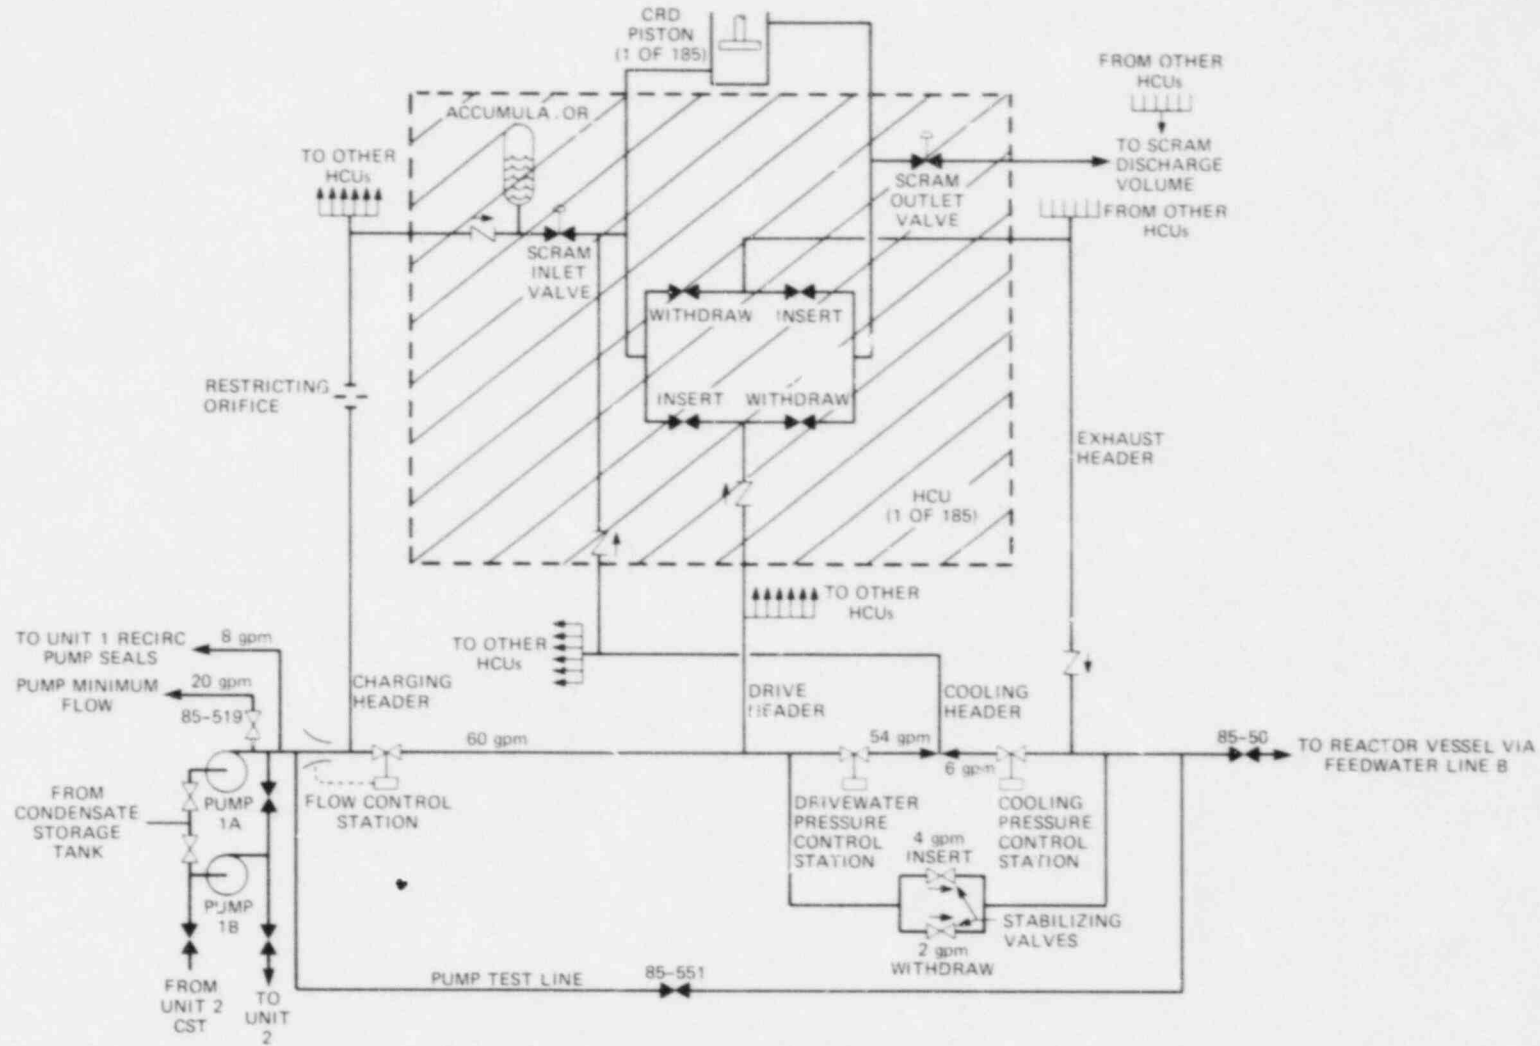 CRD
PISTON
(1 OF 185)
FROM OTHER
HCUs
ACCUMULA OR
TO OTHER
HCUs
TO SCRAM
DISCHARGE
VOLUME
SCRAM
OUTLET
VALVE
FROM OTHER
HCUs
SCRAM
INLET
VALVE
WITHDRAW
INSERT
RESTRICTING
ORIFICE
INSERT
WITHDRAW
EXHAUST
HEADER
HCU
(1 OF 185)
TO OTHER
HCUs
TO OTHER
HCUs
TO UNIT 1 RECIRC
PUMP SEALS
8 gpm
PUMP MINIMUM
FLOW
20 gpm
85-519
CHARGING
HEADER
DRIVE
HEADER
COOLING
HEADER
60 gpm
54 gpm
6 gpm
85-50
TO REACTOR VESSEL VIA
FEEDWATER LINE B
FROM
CONDENSATE
STORAGE
TANK
PUMP
1A
FLOW CONTROL
STATION
DRIVEWATER
PRESSURE
CONTROL
STATION
COOLING
PRESSURE
CONTROL
STATION
4 gpm
INSERT
PUMP
1B
STABILIZING
VALVES
2 gpm
WITHDRAW
PUMP TEST LINE
85-551
FROM
UNIT 2
CST
TO
UNIT
2